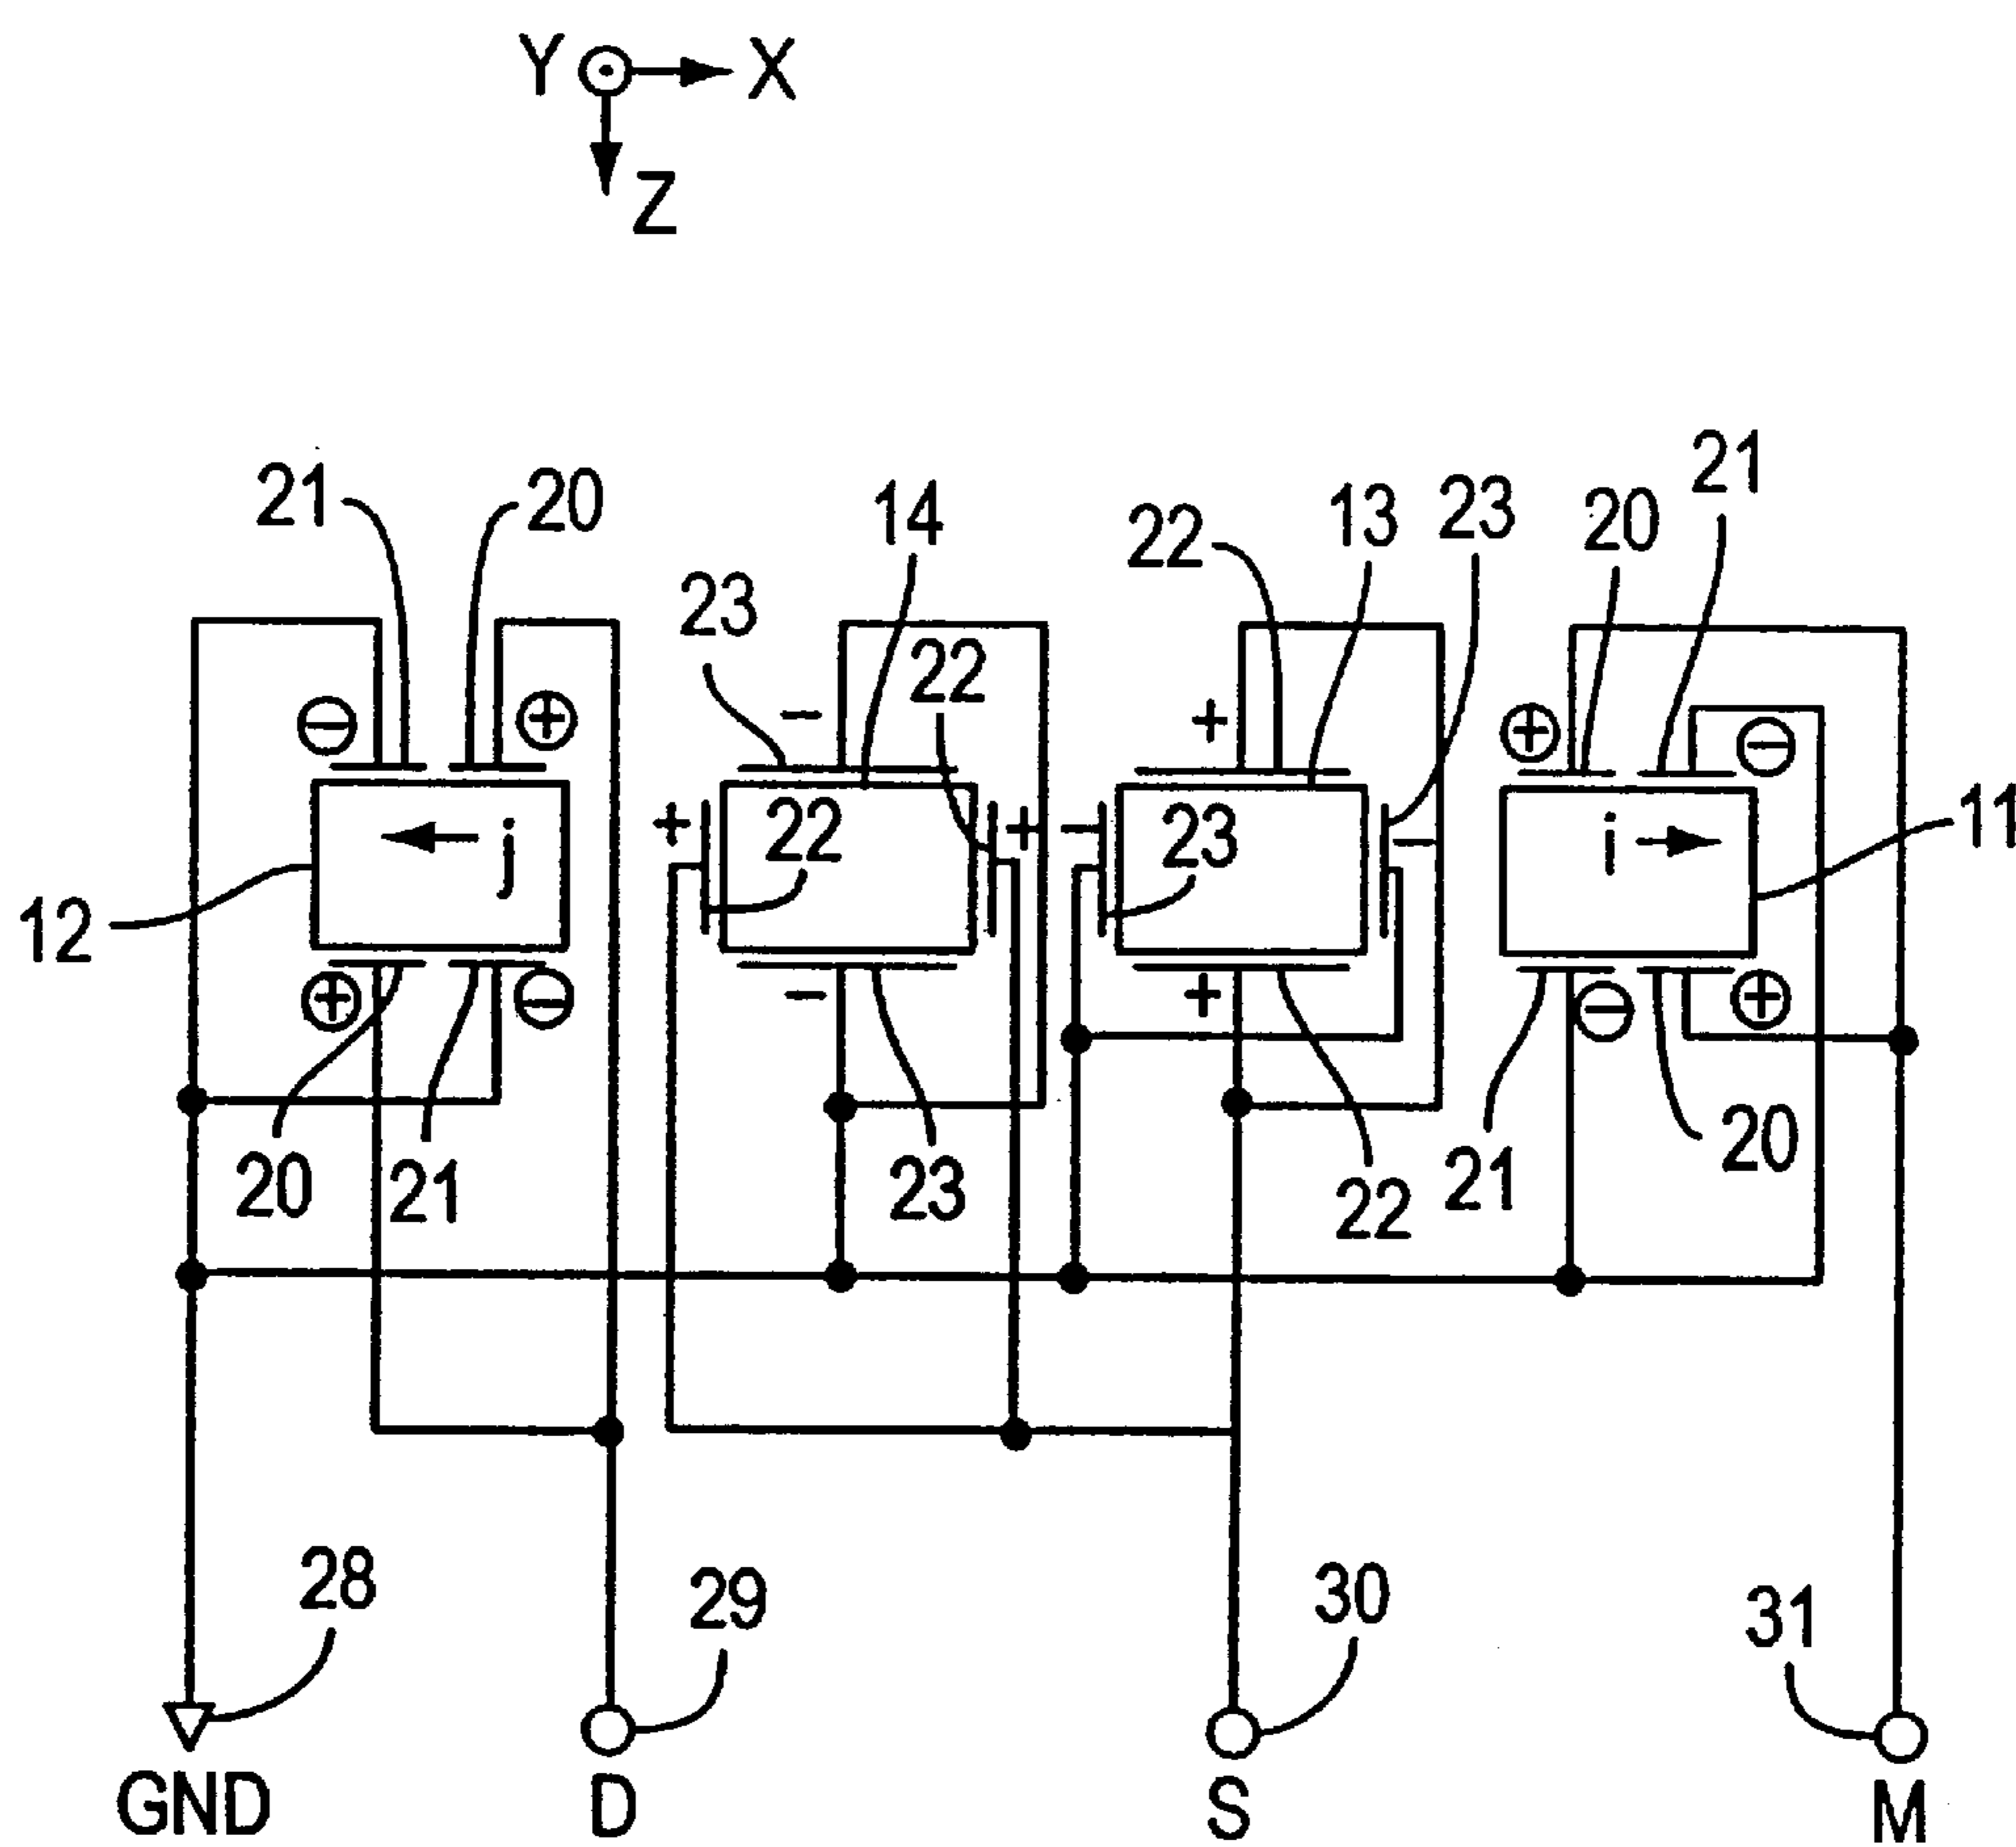 Y X
Z
21 20 14 22 13 23 20 21
23 22
⊖ ⊕ − + ⊕ ⊖
+ 22 + − 23 −
j i 11
12
⊕ ⊖ − + ⊖ ⊕
20 21 23 22 21 20
28 29 30 31
GND D S M